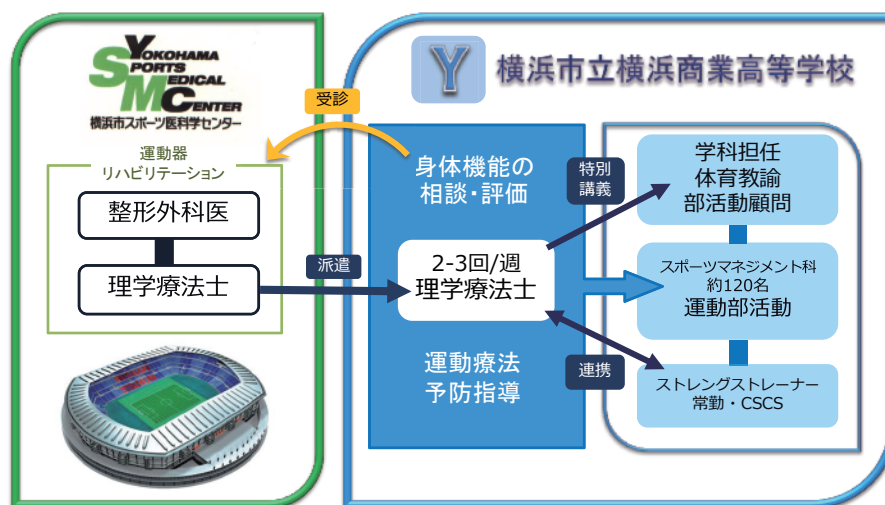 YOKOHAMA
SPORTS
MEDICAL
CENTER
横浜市スポーツ医科学センター
運動器
リハビリテーション
整形外科医
理学療法士
派遣
受診
Y
横浜市立横浜商業高等学校
身体機能の
相談・評価
2-3回/週
理学療法士
運動療法
予防指導
特別
講義
連携
学科担任
体育教諭
部活動顧問
スポーツマネジメント科
約120名
運動部活動
ストレングストレーナー
常勤・CSCS